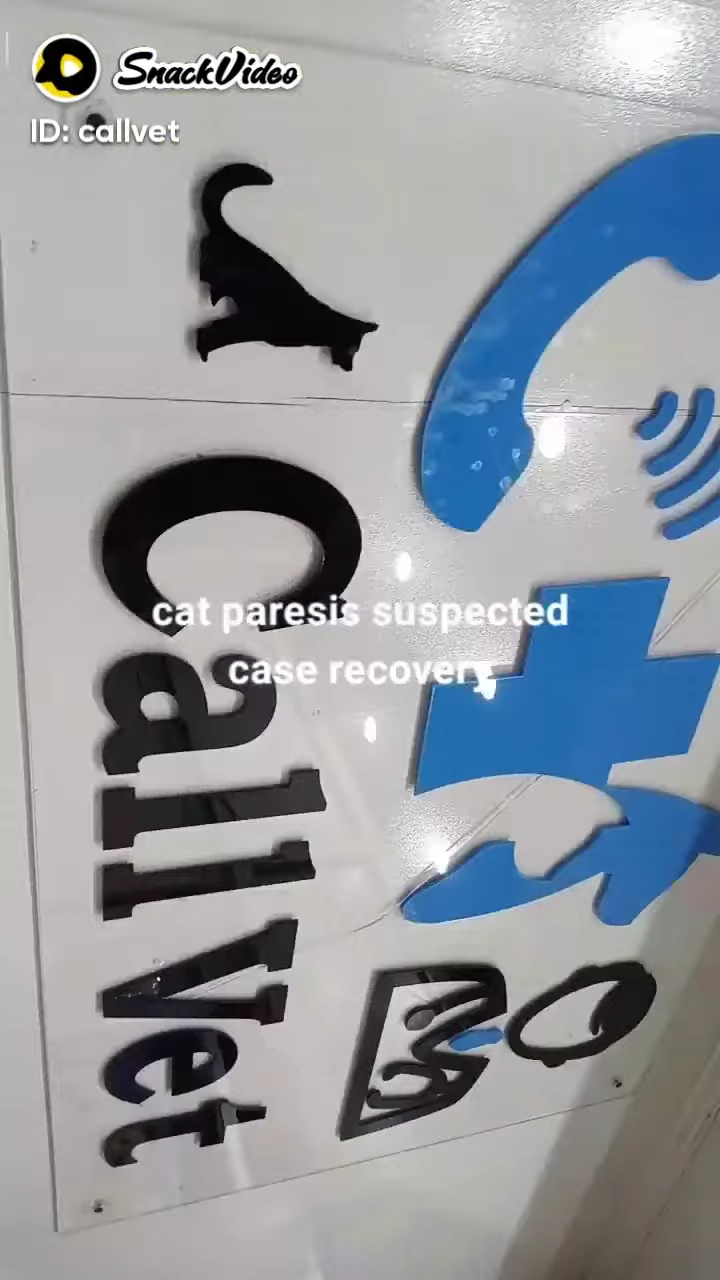 SnackVideo
ID: callvet
cat paresis suspected
case recovery
CallVet